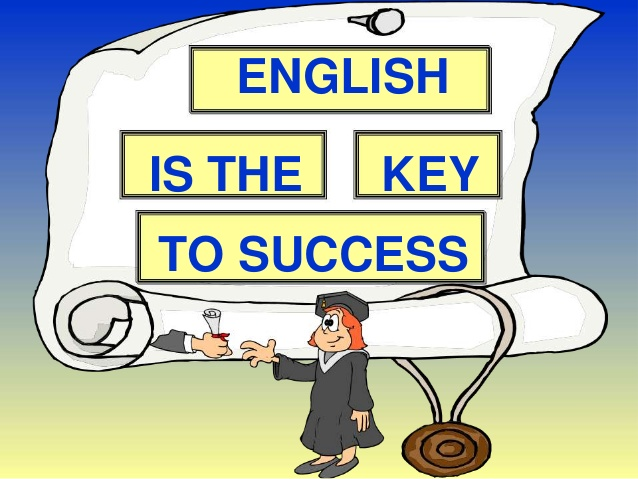 ENGLISH
IS THE KEY
TO SUCCESS